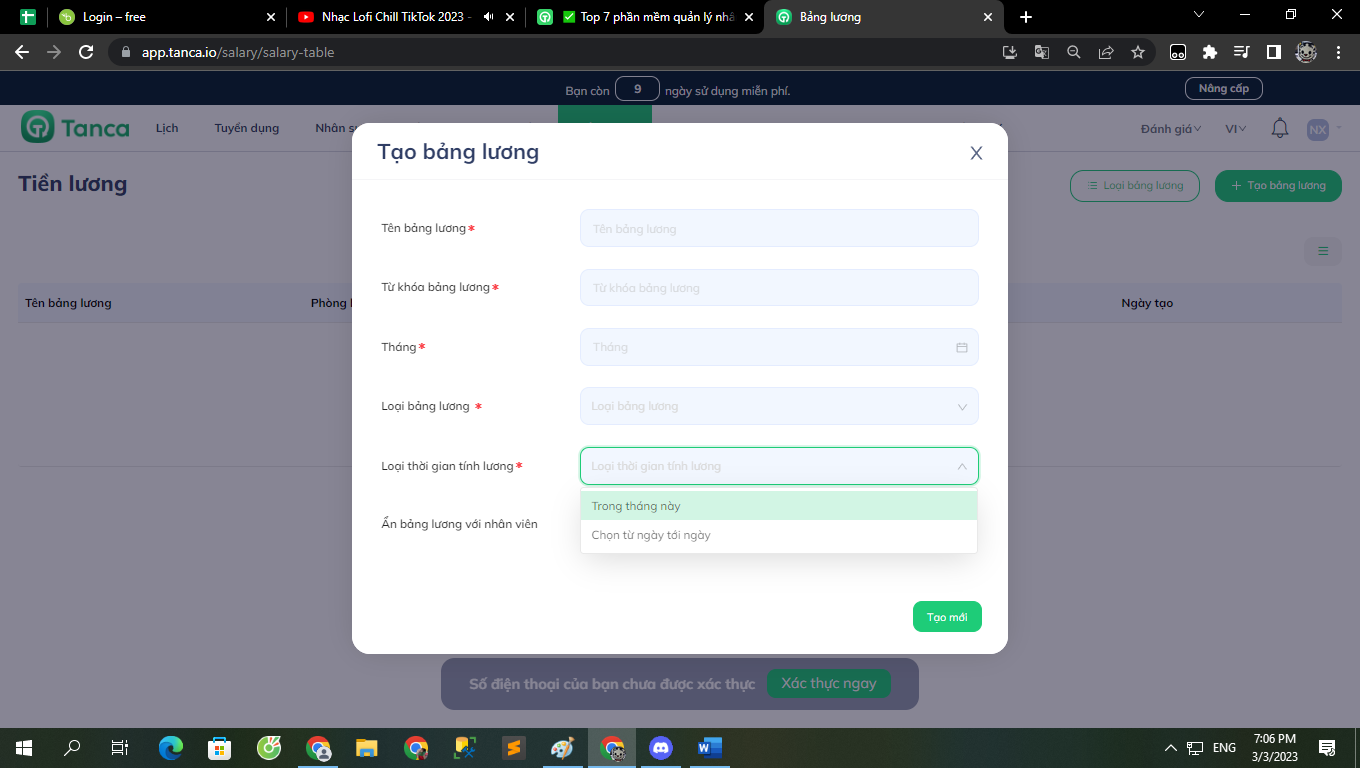 Login – free
Nhạc Lofi Chill TikTok 2023 -
Top 7 phần mềm quản lý nhâ
Bảng lương
app.tanca.io/salary/salary-table
Bạn còn 9 ngày sử dụng miễn phí.
Nâng cấp
Tanca
Lịch
Tuyển dụng
Nhân sự
Đánh giá
VI
NX
Tạo bảng lương
Tiền lương
Loại bảng lương
Tạo bảng lương
Tên bảng lương*
Tên bảng lương
Từ khóa bảng lương*
Từ khóa bảng lương
Tên bảng lương
Phòng
Ngày tạo
Tháng*
Tháng
Loại bảng lương *
Loại bảng lương
Loại thời gian tính lương*
Loại thời gian tính lương
Trong tháng này
Ẩn bảng lương với nhân viên
Chọn từ ngày tới ngày
Tạo mới
Số điện thoại của bạn chưa được xác thực
Xác thực ngay
ENG
7:06 PM
3/3/2023